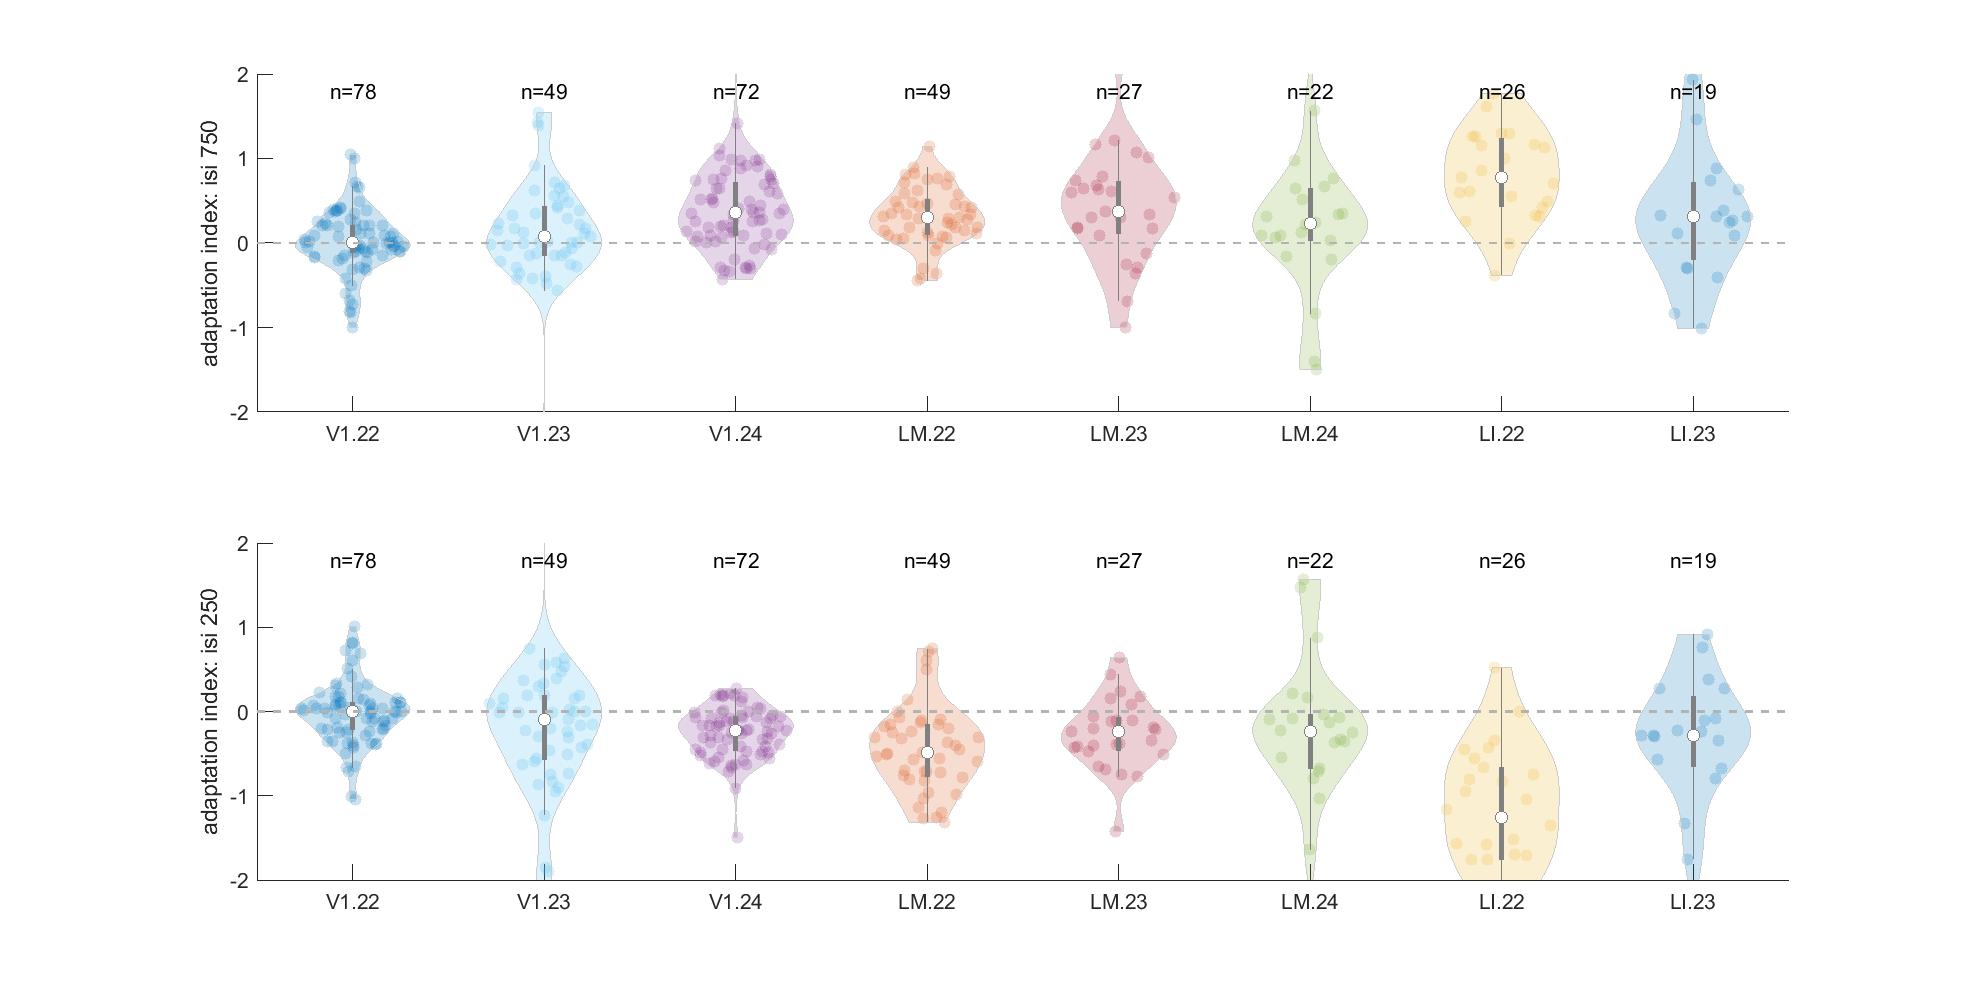 adaptation index: isi 750
2
1
0
-1
-2
n=78 n=49 n=72 n=49 n=27 n=22 n=26 n=19
V1.22 V1.23 V1.24 LM.22 LM.23 LM.24 LI.22 LI.23
adaptation index: isi 250
2
1
0
-1
-2
n=78 n=49 n=72 n=49 n=27 n=22 n=26 n=19
V1.22 V1.23 V1.24 LM.22 LM.23 LM.24 LI.22 LI.23